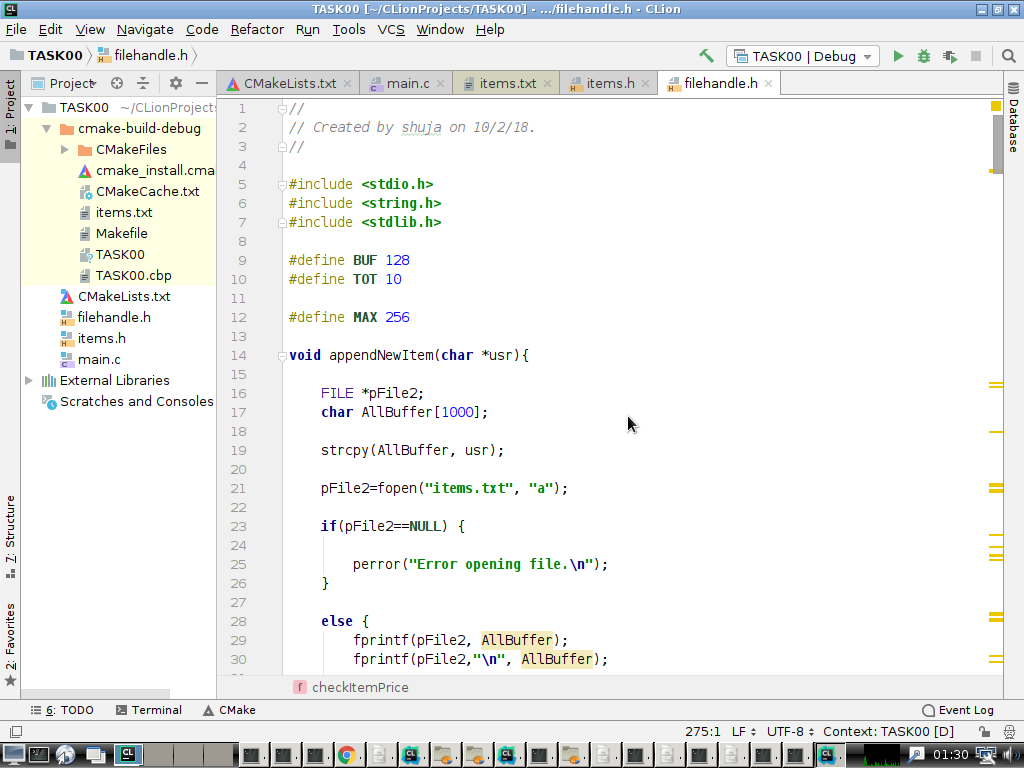 TASK00 [~/CLionProjects/TASK00] - .../filehandle.h - CLion
File Edit View Navigate Code Refactor Run Tools VCS Window Help
TASK00 filehandle.h TASK00 | Debug
Project CMakeLists.txt main.c items.txt items.h filehandle.h
1: Project
7: Structure
2: Favorites
Database
TASK00 ~/CLionProjects
cmake-build-debug
CMakeFiles
cmake_install.cma
CMakeCache.txt
items.txt
Makefile
TASK00
TASK00.cbp
CMakeLists.txt
filehandle.h
items.h
main.c
External Libraries
Scratches and Consoles
1 //
2 // Created by shuja on 10/2/18.
3 //
4
5 #include <stdio.h>
6 #include <string.h>
7 #include <stdlib.h>
8
9 #define BUF 128
10 #define TOT 10
11
12 #define MAX 256
13
14 void appendNewItem(char *usr){
15
16 FILE *pFile2;
17 char AllBuffer[1000];
18
19 strcpy(AllBuffer, usr);
20
21 pFile2=fopen("items.txt", "a");
22
23 if(pFile2==NULL) {
24
25 perror("Error opening file.\n");
26 }
27
28 else {
29 fprintf(pFile2, AllBuffer);
30 fprintf(pFile2,"\n", AllBuffer);
f checkItemPrice
6: TODO Terminal CMake Event Log
275:1 LF UTF-8 Context: TASK00 [D]
01:30